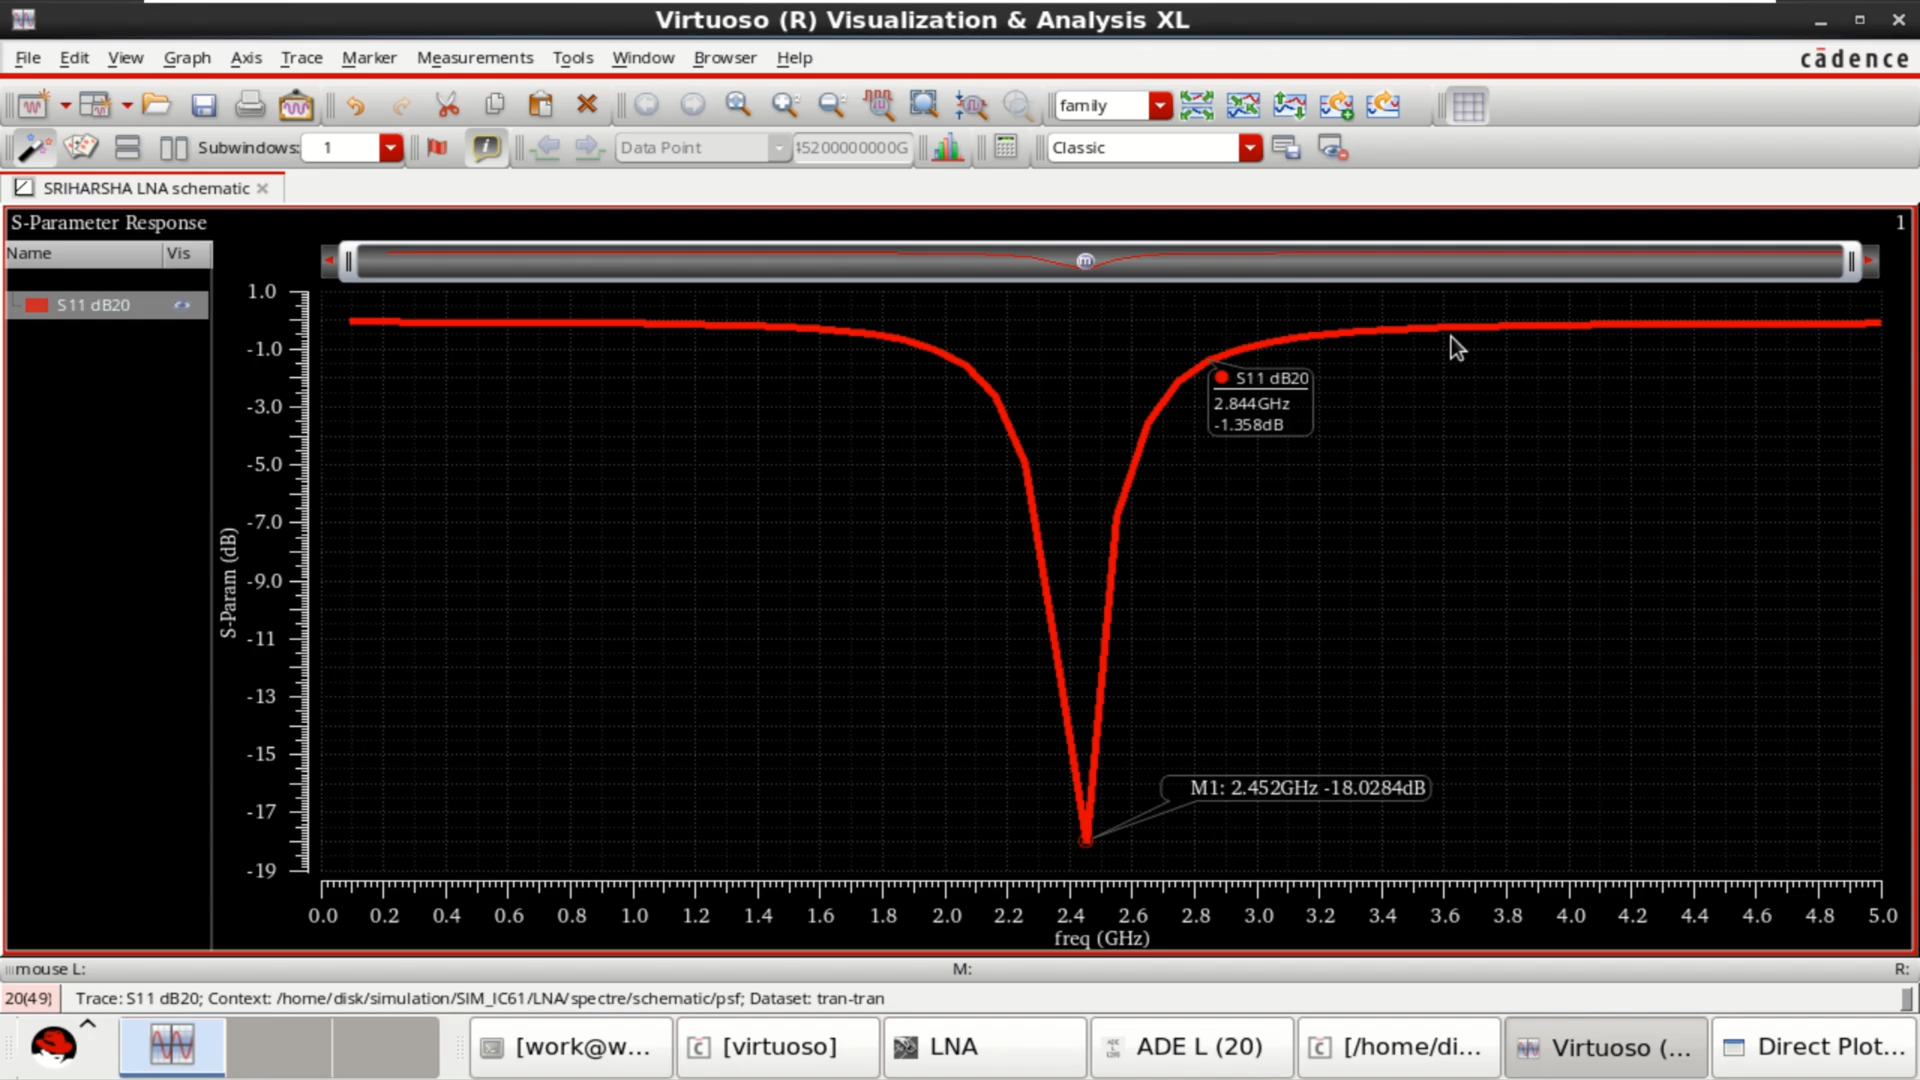 Virtuoso (R) Visualization & Analysis XL
File Edit View Graph Axis Trace Marker Measurements Tools Window Browser Help
cādence
family
Subwindows: 1
Data Point
45200000000G
Classic
SRIHARSHA LNA schematic
S-Parameter Response
1
Name Vis
S11 dB20
1.0
-1.0
-3.0
-5.0
-7.0
-9.0
-11
-13
-15
-17
-19
S-Param (dB)
S11 dB20
2.844GHz
-1.358dB
M1: 2.452GHz -18.0284dB
0.0 0.2 0.4 0.6 0.8 1.0 1.2 1.4 1.6 1.8 2.0 2.2 2.4 2.6 2.8 3.0 3.2 3.4 3.6 3.8 4.0 4.2 4.4 4.6 4.8 5.0
freq (GHz)
mouse L: M: R:
20(49) Trace: S11 dB20; Context: /home/disk/simulation/SIM_IC61/LNA/spectre/schematic/psf; Dataset: tran-tran
[work@w... [virtuoso] LNA ADE L (20) [/home/di... Virtuoso (... Direct Plot...